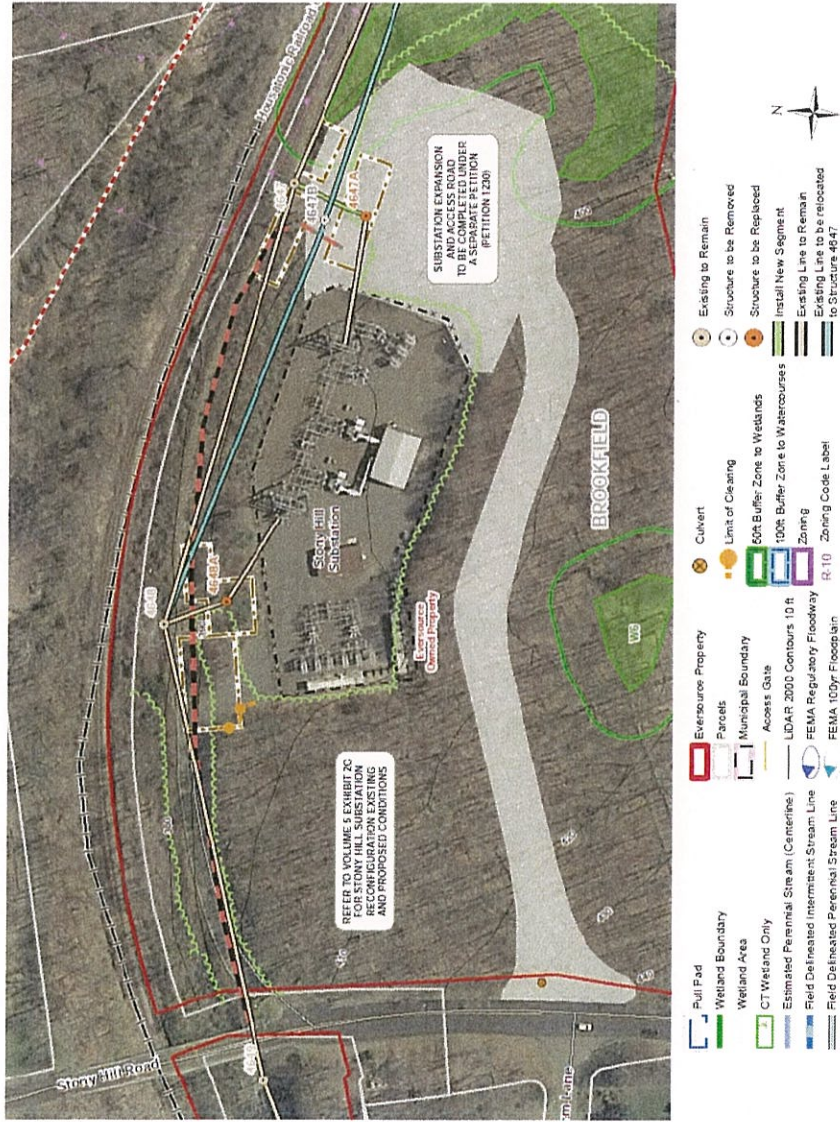 Housatonic Railroad
4647
4647B
4647A
SUBSTATION EXPANSION
AND ACCESS ROAD
TO BE COMPLETED UNDER
A SEPARATE PETITION
(PETITION 1230)
N
4648
4648A
Stony Hill
Substation
Eversource
Owned Property
BROOKFIELD
W6
REFER TO VOLUME 5 EXHIBIT 2C
FOR STONY HILL SUBSTATION
RECONFIGURATION EXISTING
AND PROPOSED CONDITIONS
Stony Hill Road
Lane
Pull Pad
Wetland Boundary
Wetland Area
CT Wetland Only
Estimated Perennial Stream (Centerline)
Field Delineated Intermittent Stream Line
Field Delineated Perennial Stream Line
Eversource Property
Parcels
Municipal Boundary
Access Gate
LiDAR 2000 Contours 10 ft
FEMA Regulatory Floodway
FEMA 100yr Floodplain
Culvert
Limit of Clearing
50ft Buffer Zone to Wetlands
100ft Buffer Zone to Watercourses
Zoning
R-10 Zoning Code Label
Existing to Remain
Structure to be Removed
Structure to be Replaced
Install New Segment
Existing Line to Remain
Existing Line to be relocated
to Structure 4647